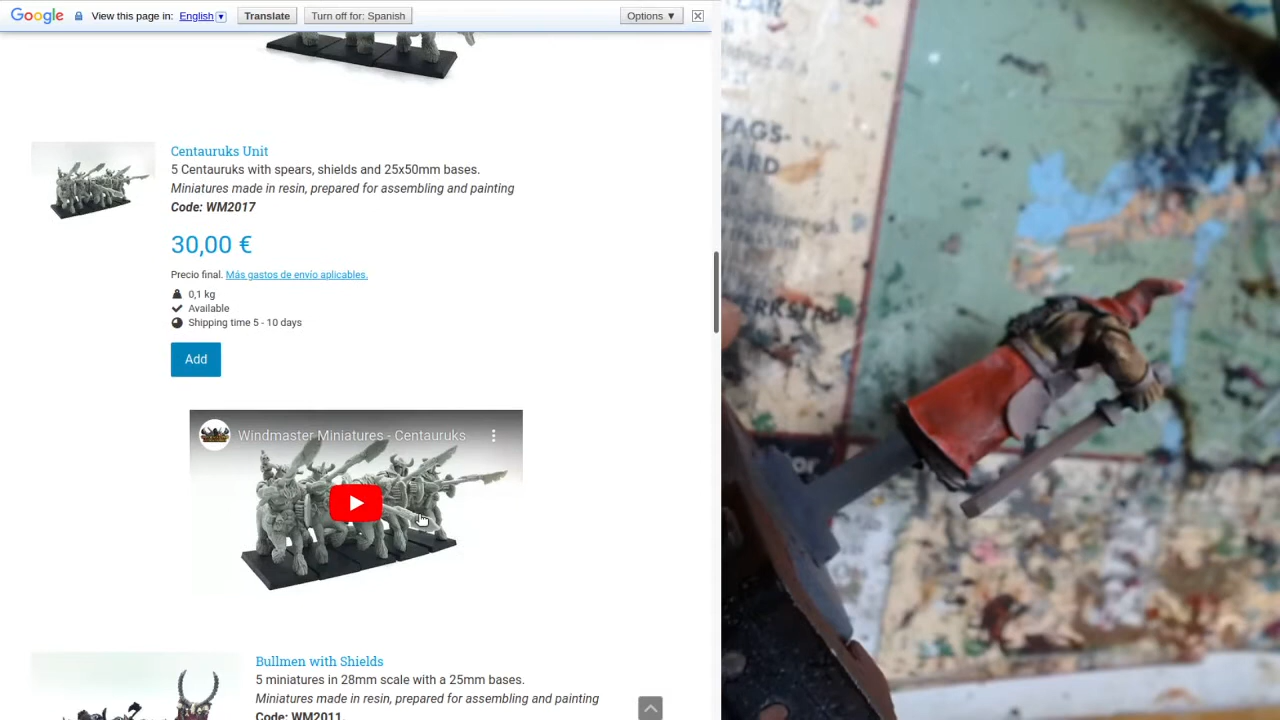 Google View this page in: English ▼ Translate Turn off for: Spanish Options ▼
Centauruks Unit
5 Centauruks with spears, shields and 25x50mm bases.
Miniatures made in resin, prepared for assembling and painting
Code: WM2017
30,00 €
Precio final. Más gastos de envío aplicables.
0,1 kg
Available
Shipping time 5 - 10 days
Add
Windmaster Miniatures - Centauruks
Bullmen with Shields
5 miniatures in 28mm scale with a 25mm bases.
Miniatures made in resin, prepared for assembling and painting
Code: WM2011.
TAGS-
ERKSTAD
or